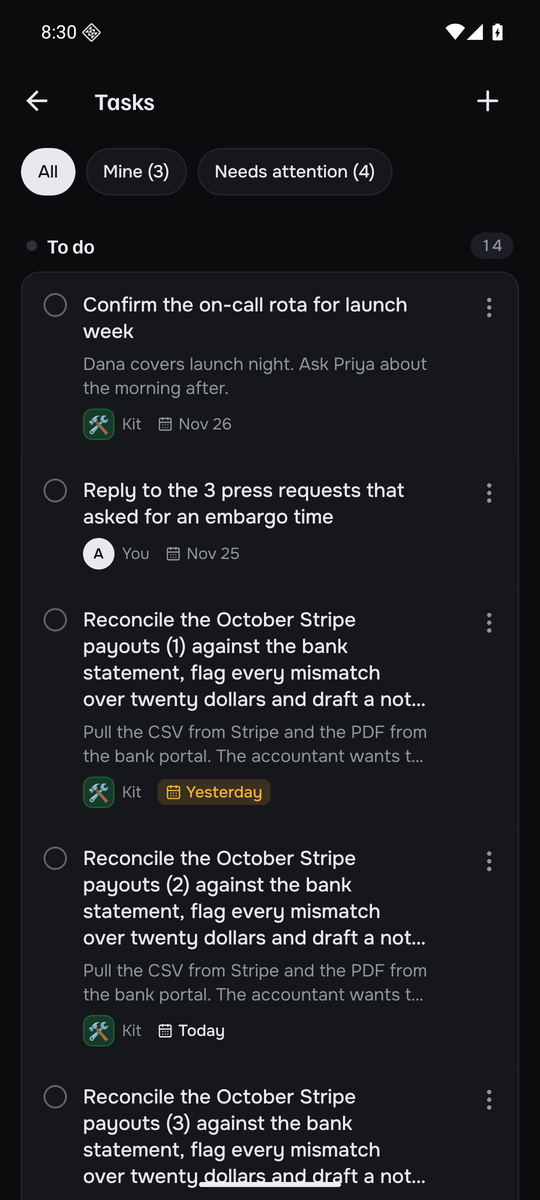 8:30
Tasks
All
Mine (3)
Needs attention (4)
To do
14
Confirm the on-call rota for launch
week
Dana covers launch night. Ask Priya about
the morning after.
Kit
Nov 26
Reply to the 3 press requests that
asked for an embargo time
A
You
Nov 25
Reconcile the October Stripe
payouts (1) against the bank
statement, flag every mismatch
over twenty dollars and draft a not…
Pull the CSV from Stripe and the PDF from
the bank portal. The accountant wants t…
Kit
Yesterday
Reconcile the October Stripe
payouts (2) against the bank
statement, flag every mismatch
over twenty dollars and draft a not…
Pull the CSV from Stripe and the PDF from
the bank portal. The accountant wants t…
Kit
Today
Reconcile the October Stripe
payouts (3) against the bank
statement, flag every mismatch
over twenty dollars and draft a not…